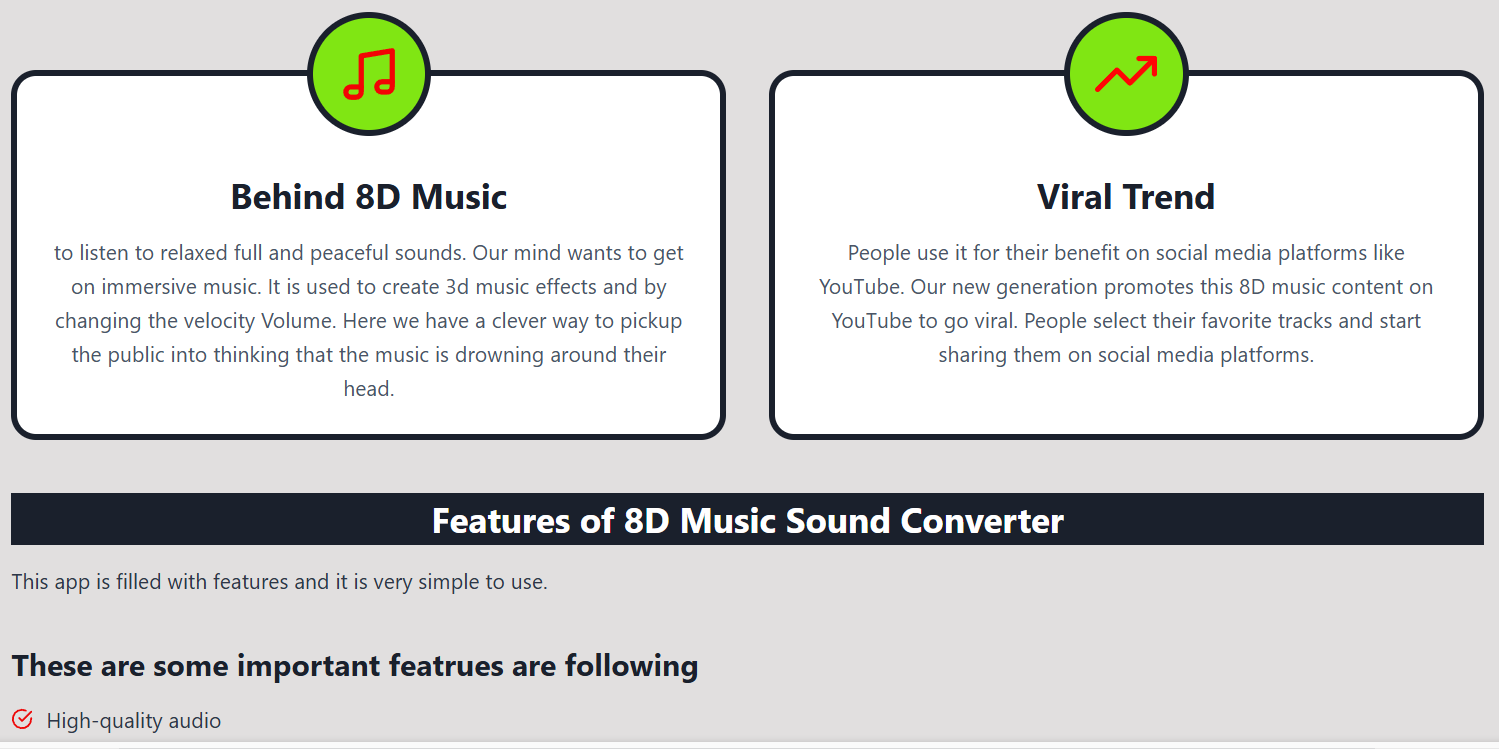 Behind 8D Music
to listen to relaxed full and peaceful sounds. Our mind wants to get
on immersive music. It is used to create 3d music effects and by
changing the velocity Volume. Here we have a clever way to pickup
the public into thinking that the music is drowning around their
head.
Viral Trend
People use it for their benefit on social media platforms like
YouTube. Our new generation promotes this 8D music content on
YouTube to go viral. People select their favorite tracks and start
sharing them on social media platforms.
Features of 8D Music Sound Converter
This app is filled with features and it is very simple to use.
These are some important featrues are following
High-quality audio